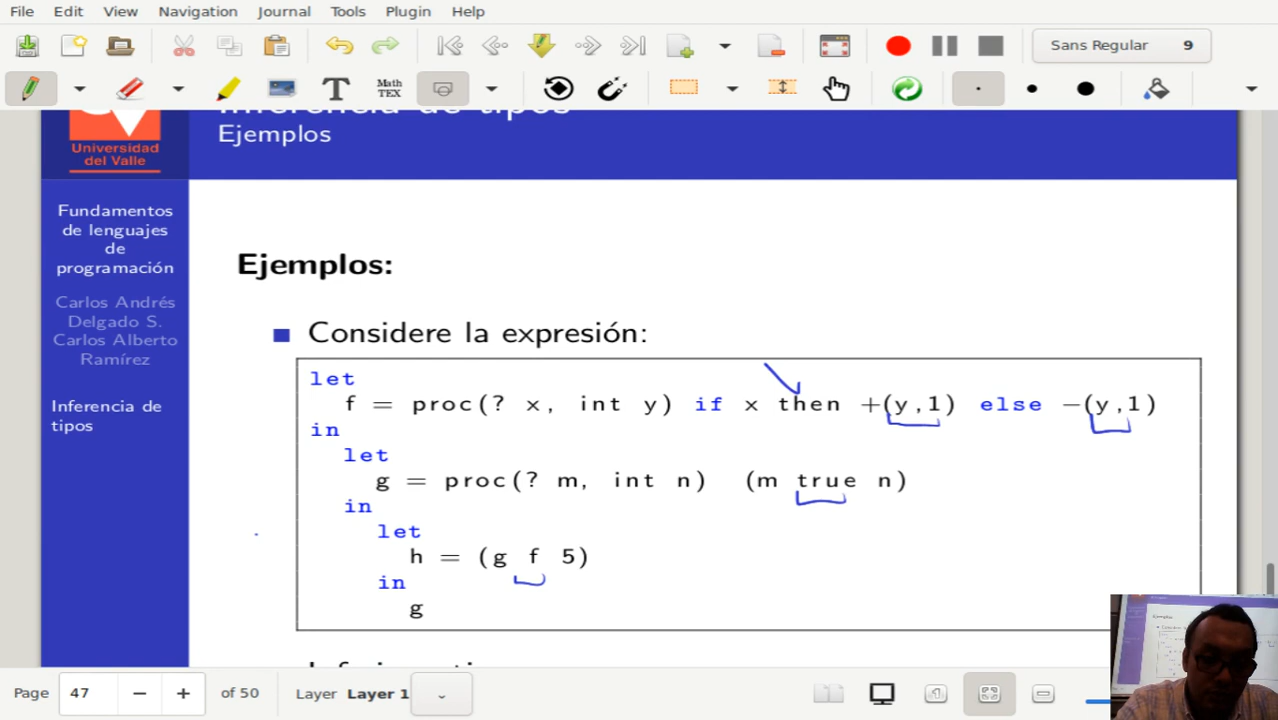 File Edit View Navigation Journal Tools Plugin Help
Math TEX T Sans Regular 9
Inferencia de tipos
Ejemplos
Universidad
del Valle
Fundamentos
de lenguajes
de
programación
Carlos Andrés
Delgado S.
Carlos Alberto
Ramírez
Inferencia de
tipos
Ejemplos:
Considere la expresión:
let
f = proc(? x, int y) if x then +(y,1) else −(y,1)
in
let
g = proc(? m, int n) (m true n)
in
let
h = (g f 5)
in
g
Page 47 of 50 Layer Layer 1